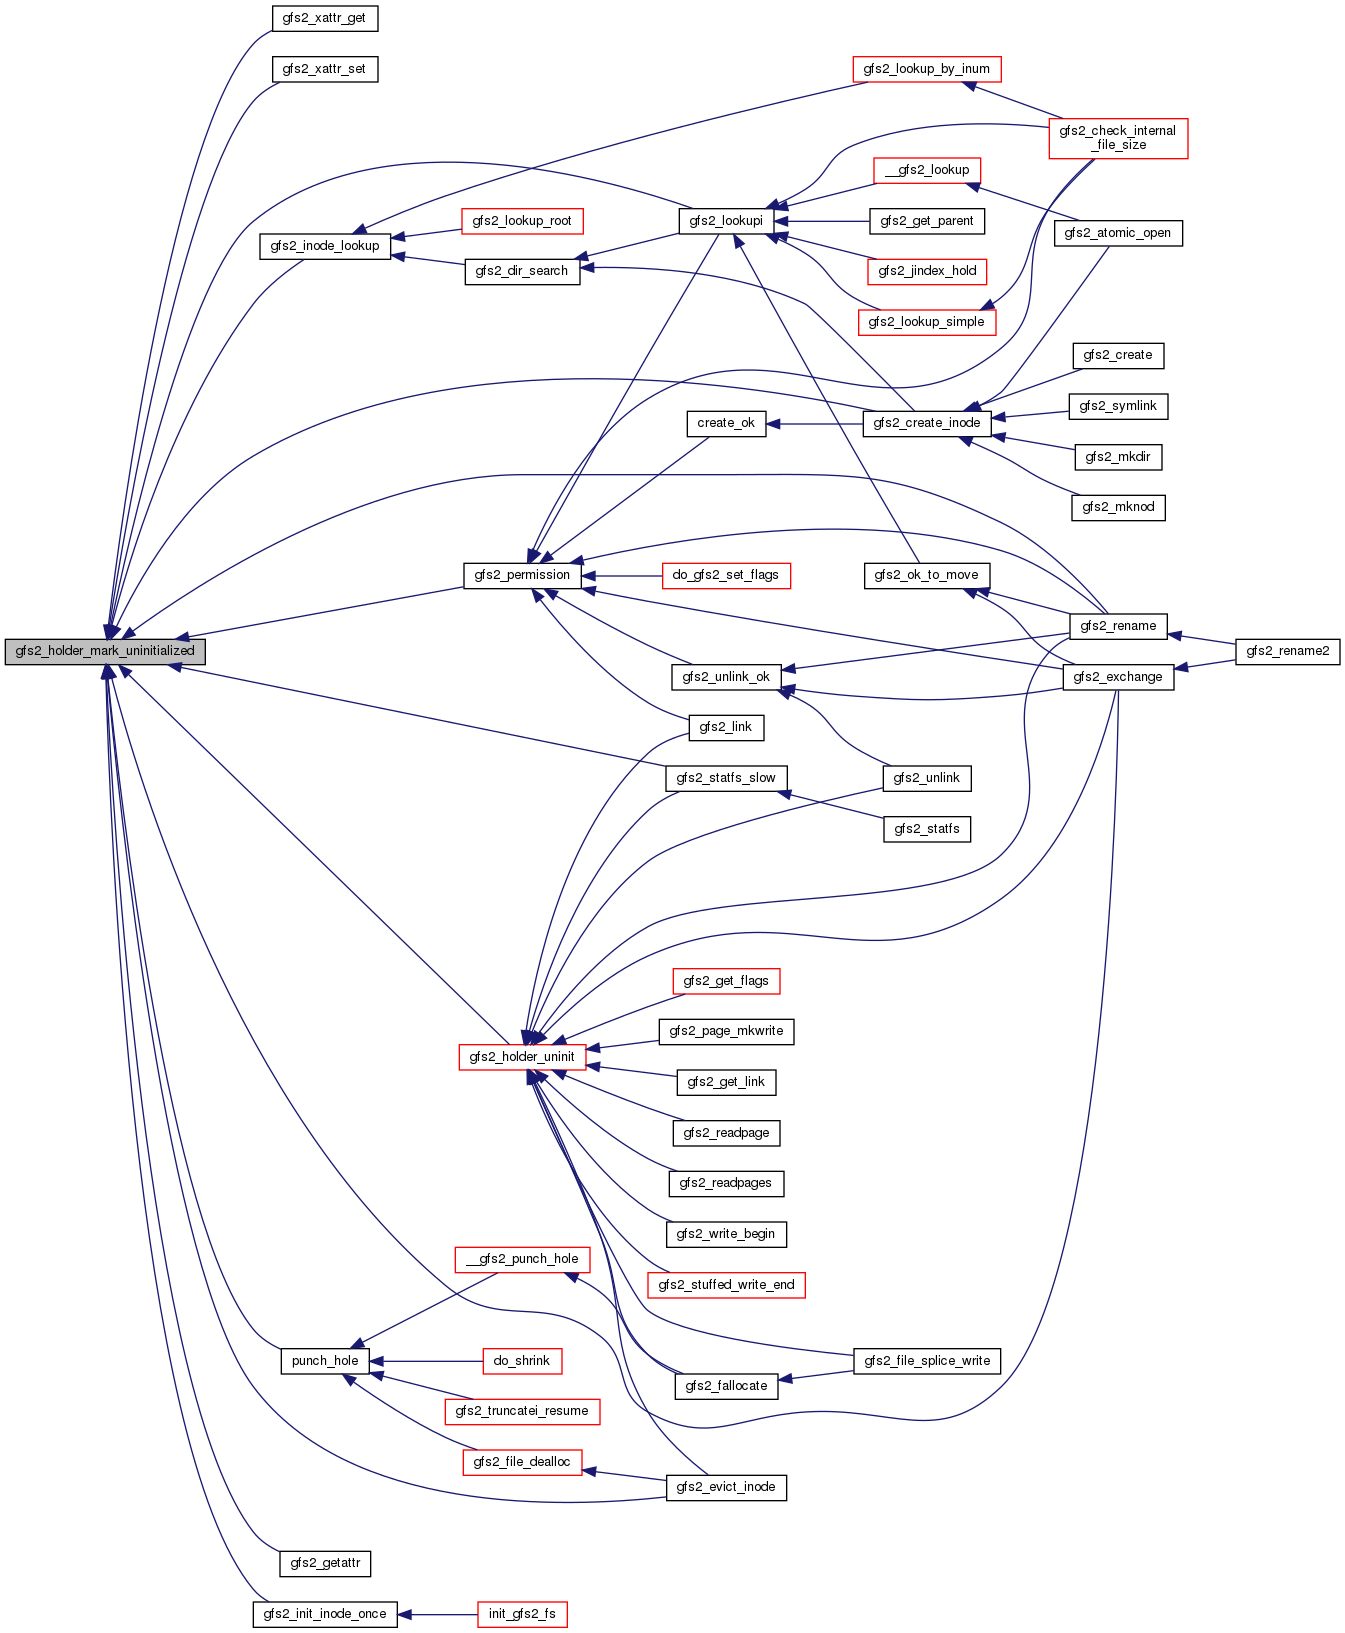 gfs2_xattr_get
gfs2_xattr_set
gfs2_lookup_by_inum
gfs2_check_internal
_file_size
__gfs2_lookup
gfs2_lookup_root
gfs2_lookupi
gfs2_get_parent
gfs2_atomic_open
gfs2_inode_lookup
gfs2_dir_search
gfs2_jindex_hold
gfs2_lookup_simple
gfs2_create
gfs2_symlink
create_ok
gfs2_create_inode
gfs2_mkdir
gfs2_mknod
gfs2_permission
do_gfs2_set_flags
gfs2_ok_to_move
gfs2_rename
gfs2_holder_mark_uninitialized
gfs2_rename2
gfs2_unlink_ok
gfs2_exchange
gfs2_link
gfs2_statfs_slow
gfs2_unlink
gfs2_statfs
gfs2_get_flags
gfs2_page_mkwrite
gfs2_holder_uninit
gfs2_get_link
gfs2_readpage
gfs2_readpages
gfs2_write_begin
__gfs2_punch_hole
gfs2_stuffed_write_end
punch_hole
do_shrink
gfs2_file_splice_write
gfs2_fallocate
gfs2_truncatei_resume
gfs2_file_dealloc
gfs2_evict_inode
gfs2_getattr
gfs2_init_inode_once
init_gfs2_fs